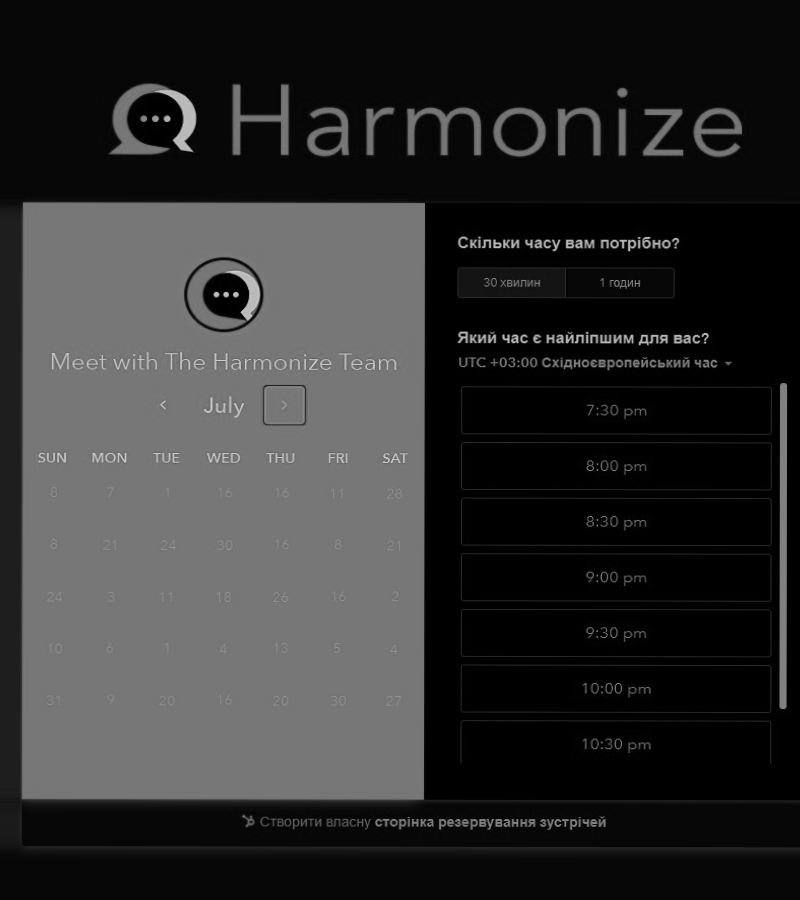 Harmonize
Meet with The Harmonize Team
July
SUN MON TUE WED THU FRI SAT
8 7 1 16 16 11 28
8 21 24 30 16 8 21
24 3 11 18 26 16 2
10 6 1 4 13 5 4
31 9 20 16 20 30 27
Скільки часу вам потрібно?
30 хвилин 1 годин
Який час є найліпшим для вас?
UTC +03:00 Східноєвропейський час
7:30 pm
8:00 pm
8:30 pm
9:00 pm
9:30 pm
10:00 pm
10:30 pm
Створити власну сторінка резервування зустрічей